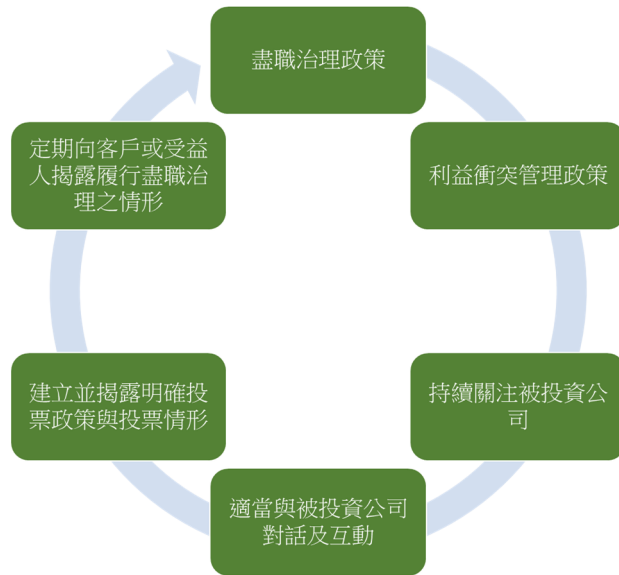 盡職治理政策
利益衝突管理政策
持續關注被投資公
司
適當與被投資公司
對話及互動
建立並揭露明確投
票政策與投票情形
定期向客戶或受益
人揭露履行盡職治
理之情形